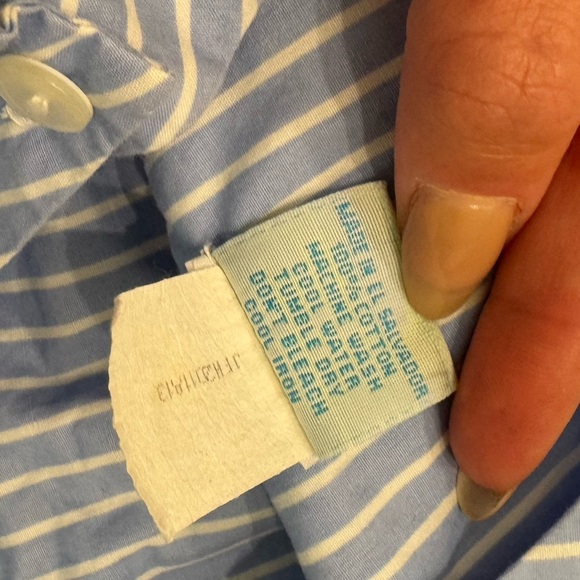 MADE IN EL SALVADOR
100% COTTON
MACHINE WASH
COOL WATER
TUMBLE DRY
DON'T BLEACH
COOL IRON